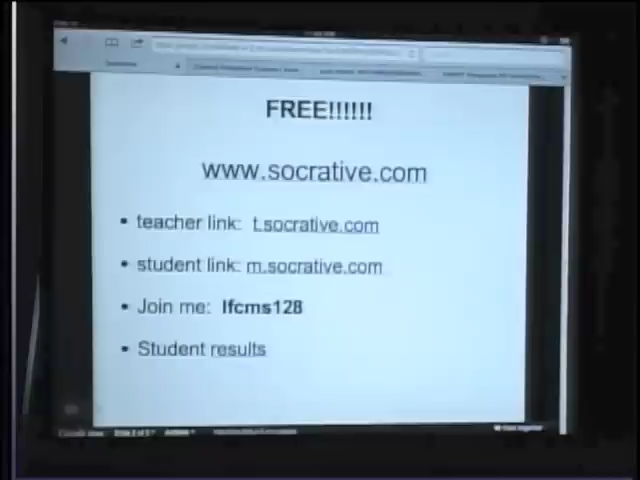 FREE!!!!!!
www.socrative.com
• teacher link: t.socrative.com
• student link: m.socrative.com
• Join me: lfcms128
• Student results